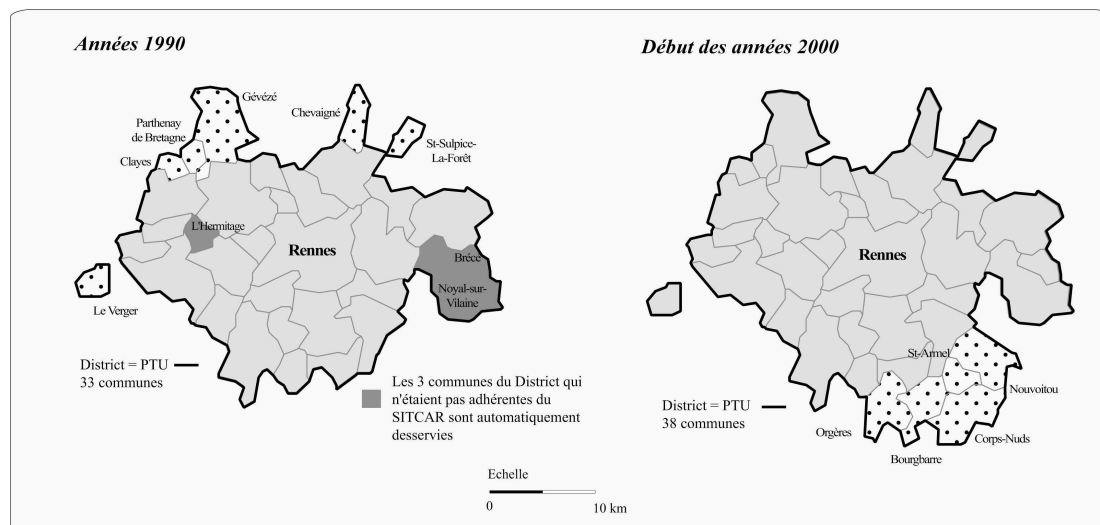 Années 1990
Début des années 2000
Gévézé
Chevaigné
Parthenay
de Bretagne
St-Sulpice-
La-Forêt
Clayes
L'Hermitage
Rennes
Brécé
Noyal-sur-
Vilaine
Le Verger
District = PTU
33 communes
Les 3 communes du District qui
n'étaient pas adhérentes du
SITCAR sont automatiquement
desservies
Rennes
St-Armel
Nouvoitou
District = PTU
38 communes
Orgères
Corps-Nuds
Bourgbarre
Echelle
0
10 km